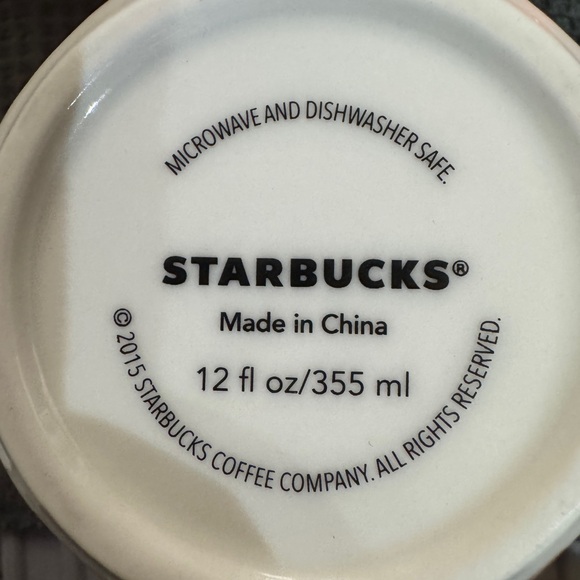 MICROWAVE AND DISHWASHER SAFE.
STARBUCKS®
Made in China
12 fl oz/355 ml
© 2015 STARBUCKS COFFEE COMPANY. ALL RIGHTS RESERVED.